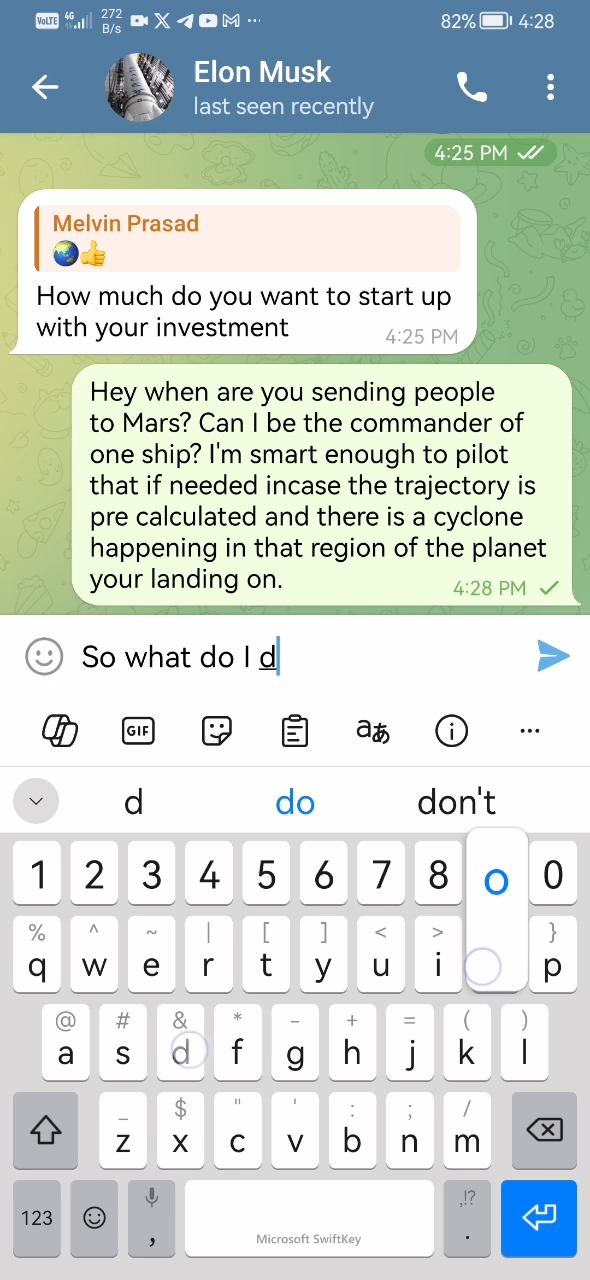 VoLTE 4G 272 B/s 82% 4:28
Elon Musk
last seen recently
4:25 PM
Melvin Prasad
🌏👍
How much do you want to start up
with your investment
4:25 PM
Hey when are you sending people
to Mars? Can I be the commander of
one ship? I'm smart enough to pilot
that if needed incase the trajectory is
pre calculated and there is a cyclone
happening in that region of the planet
your landing on.
4:28 PM
So what do I d
GIF aあ
d do don't
1 2 3 4 5 6 7 8 o 0
% ^ ~ | [ ] < > }
q w e r t y u i p
@ # & * - + = ( )
a s d f g h j k l
_ $ " ' : ; /
z x c v b n m
123 , Microsoft SwiftKey ,!? .